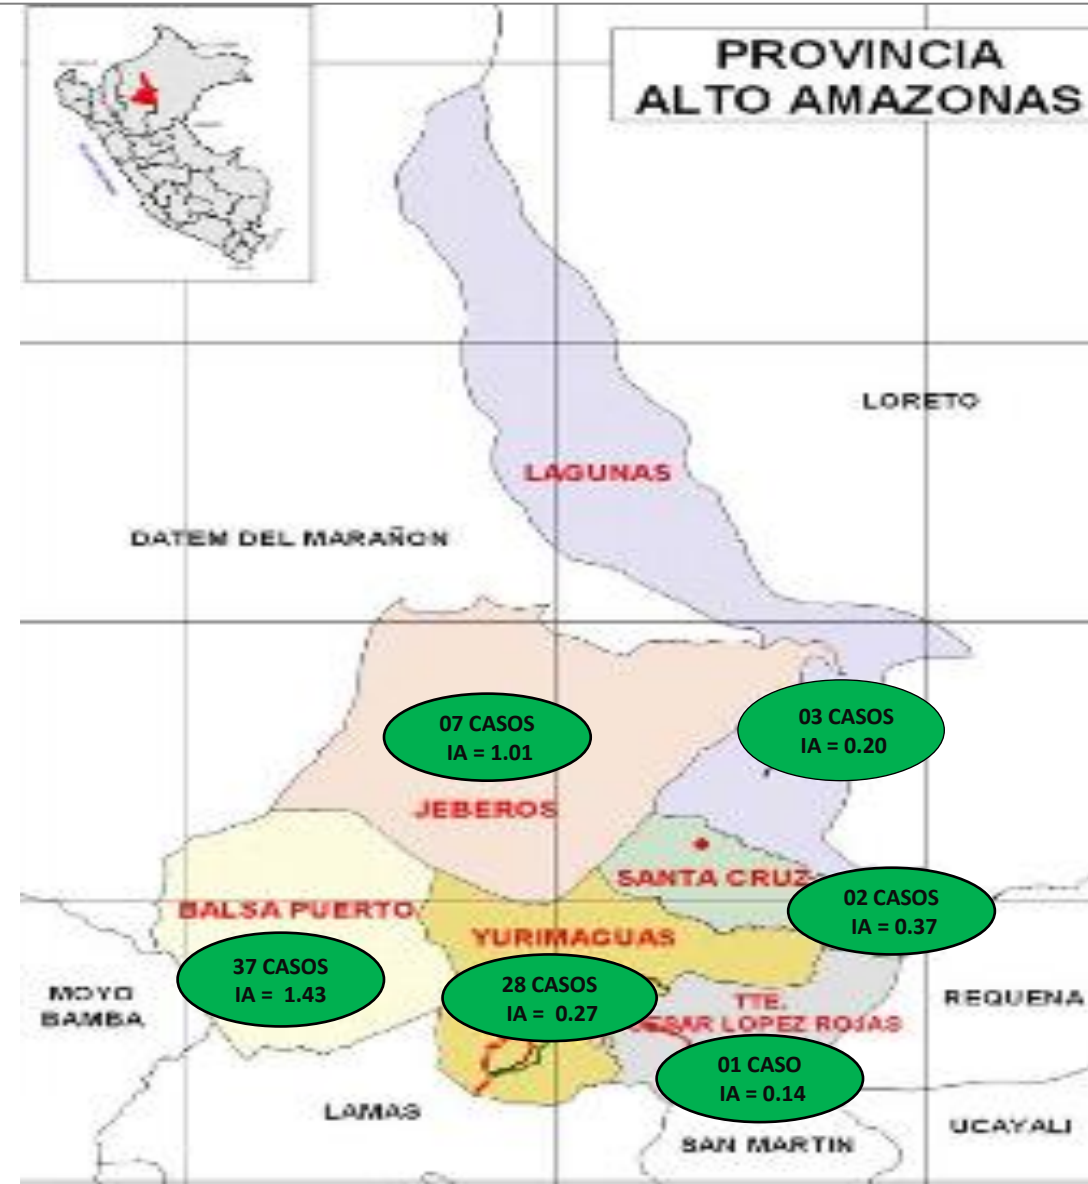 PROVINCIA
ALTO AMAZONAS
LORETO
LAGUNAS
DATEM DEL MARAÑON
07 CASOS
IA = 1.01
03 CASOS
IA = 0.20
JEBEROS
SANTA CRUZ
02 CASOS
IA = 0.37
BALSA PUERTO
YURIMAGUAS
37 CASOS
IA = 1.43
28 CASOS
IA = 0.27
MOYO
BAMBA
TTE.
ESAR LOPEZ ROJAS
REQUENA
01 CASO
IA = 0.14
LAMAS
SAN MARTIN
UCAYALI